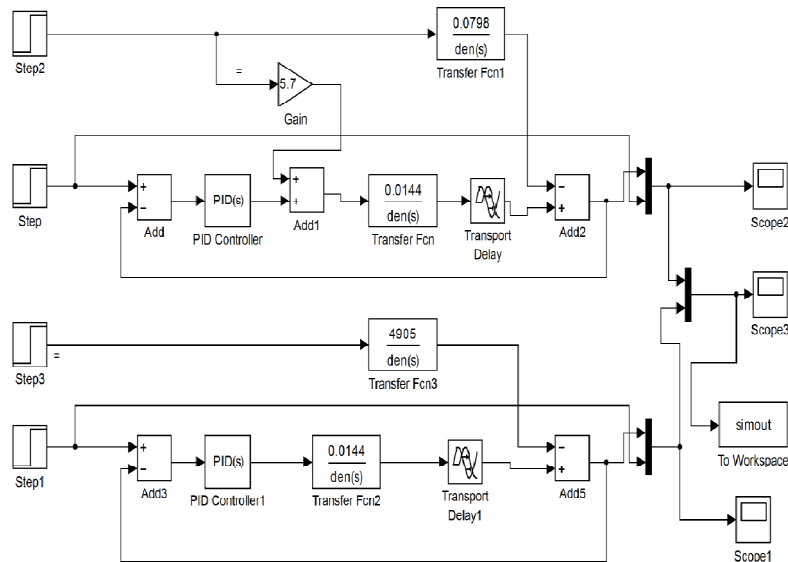 Step2
=
0.0798
den(s)
Transfer Fcn1
5.7
Gain
Step
+
−
Add
PID(s)
PID Controller
+
+
Add1
0.0144
den(s)
Transfer Fcn
Transport
Delay
−
+
Add2
Scope2
Scope3
Step3
=
4905
den(s)
Transfer Fcn3
Step1
+
−
Add3
PID(s)
PID Controller1
0.0144
den(s)
Transfer Fcn2
Transport
Delay1
−
+
Add5
simout
To Workspace
Scope1